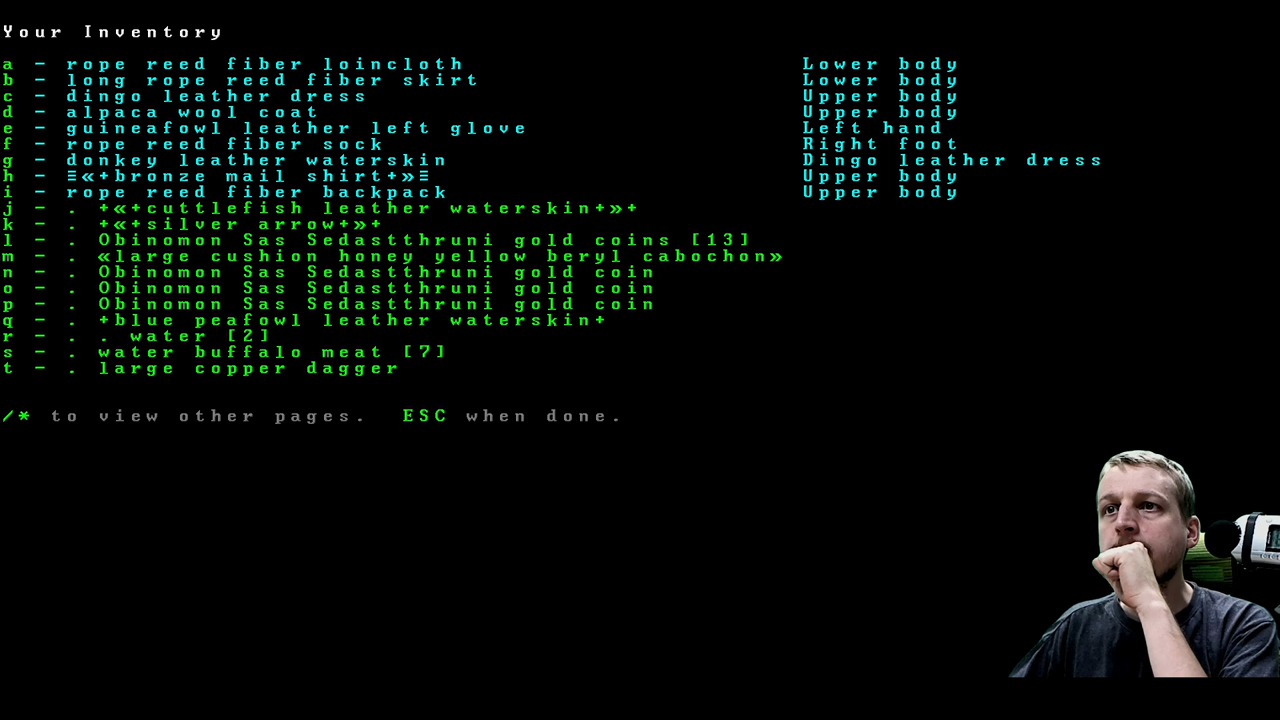 Your Inventory
a - rope reed fiber loincloth Lower body
b - long rope reed fiber skirt Lower body
c - dingo leather dress Upper body
d - alpaca wool coat Upper body
e - guineafowl leather left glove Left hand
f - rope reed fiber sock Right foot
g - donkey leather waterskin Dingo leather dress
h - ≡«+bronze mail shirt+»≡ Upper body
i - rope reed fiber backpack Upper body
j - . +«+cuttlefish leather waterskin+»+
k - . +«+silver arrow+»+
l - . Obinomon Sas Sedastthruni gold coins [13]
m - . «large cushion honey yellow beryl cabochon»
n - . Obinomon Sas Sedastthruni gold coin
o - . Obinomon Sas Sedastthruni gold coin
p - . Obinomon Sas Sedastthruni gold coin
q - . +blue peafowl leather waterskin+
r - . . water [2]
s - . water buffalo meat [7]
t - . large copper dagger
/* to view other pages. ESC when done.